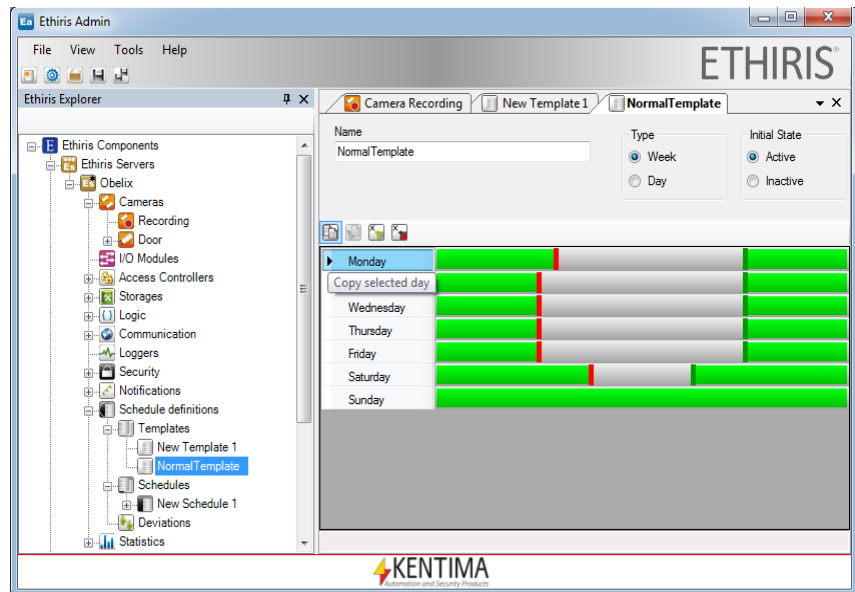 Ethiris Admin
File View Tools Help
ETHIRIS
Ethiris Explorer
Ethiris Components
Ethiris Servers
Obelix
Cameras
Recording
Door
I/O Modules
Access Controllers
Storages
Logic
Communication
Loggers
Security
Notifications
Schedule definitions
Templates
New Template 1
NormalTemplate
Schedules
New Schedule 1
Deviations
Statistics
Camera Recording New Template 1 NormalTemplate
Name
NormalTemplate
Type
Week
Day
Initial State
Active
Inactive
Monday
Copy selected day
Wednesday
Thursday
Friday
Saturday
Sunday
KENTIMA
Automation and Security Products